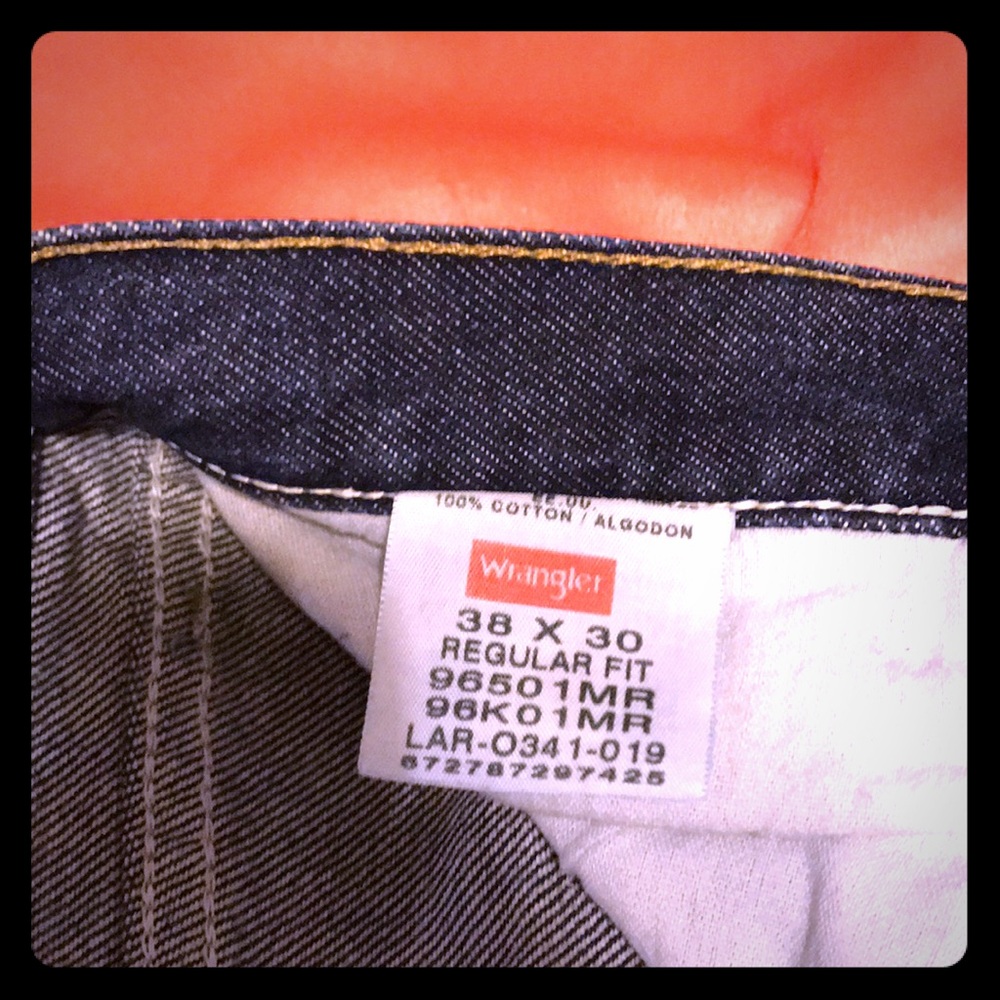 100% COTTON / ALGODON
Wrangler
38 X 30
REGULAR FIT
96501MR
96K01MR
LAR-0341-019
672787297425